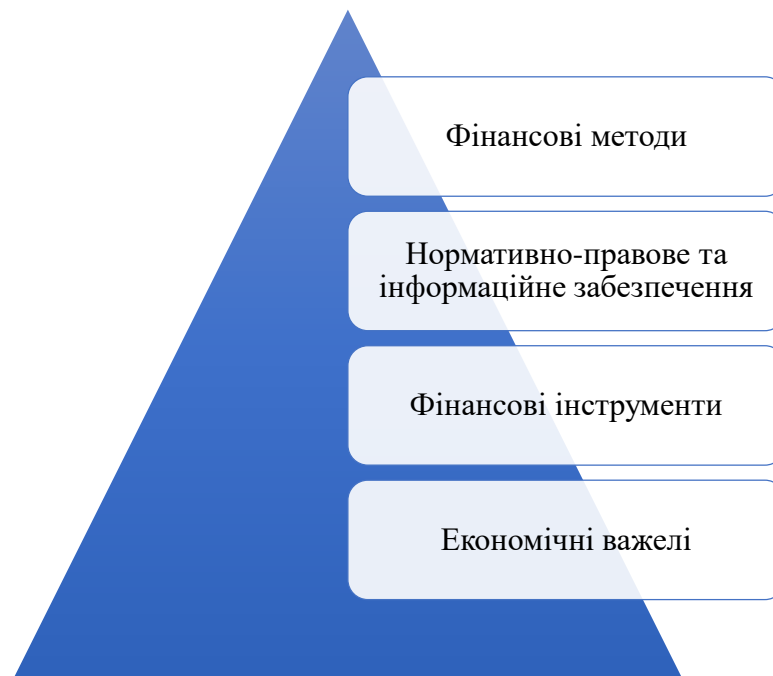 Фінансові методи
Нормативно-правове та
інформаційне забезпечення
Фінансові інструменти
Економічні важелі